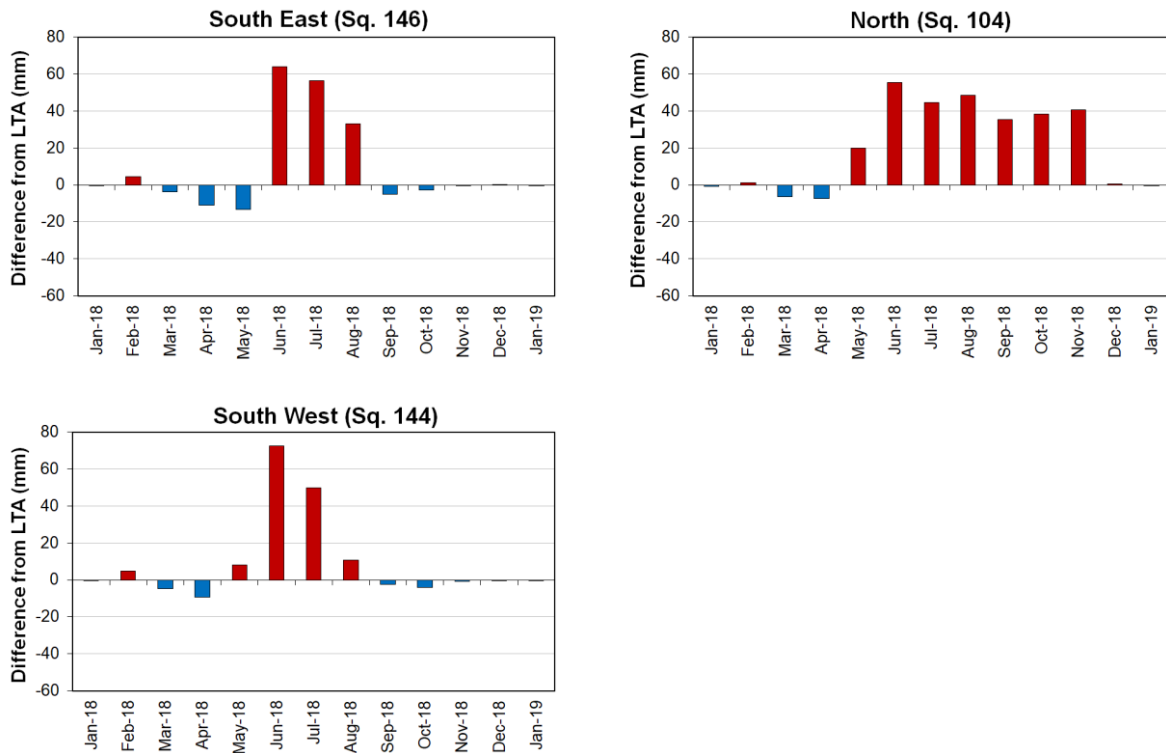 South East (Sq. 146)
Difference from LTA (mm)
80
60
40
20
0
-20
-40
-60
Jan-18
Feb-18
Mar-18
Apr-18
May-18
Jun-18
Jul-18
Aug-18
Sep-18
Oct-18
Nov-18
Dec-18
Jan-19
North (Sq. 104)
Difference from LTA (mm)
80
60
40
20
0
-20
-40
-60
Jan-18
Feb-18
Mar-18
Apr-18
May-18
Jun-18
Jul-18
Aug-18
Sep-18
Oct-18
Nov-18
Dec-18
Jan-19
South West (Sq. 144)
Difference from LTA (mm)
80
60
40
20
0
-20
-40
-60
Jan-18
Feb-18
Mar-18
Apr-18
May-18
Jun-18
Jul-18
Aug-18
Sep-18
Oct-18
Nov-18
Dec-18
Jan-19